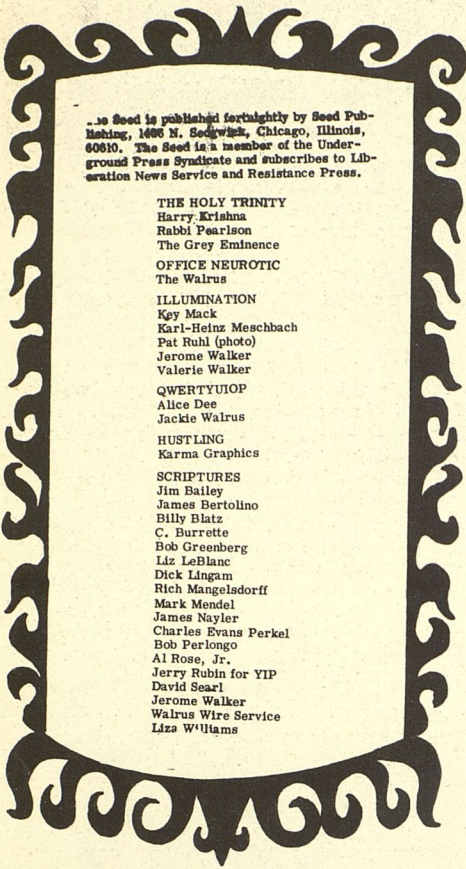 Seed is published fortnightly by Seed Pub-
lishing, 1466 N. Sedgwick, Chicago, Illinois,
60610. The Seed is a member of the Under-
ground Press Syndicate and subscribes to Lib-
eration News Service and Resistance Press.
THE HOLY TRINITY
Harry Krishna
Rabbi Pearlson
The Grey Eminence
OFFICE NEUROTIC
The Walrus
ILLUMINATION
Key Mack
Karl-Heinz Meschbach
Pat Ruhl (photo)
Jerome Walker
Valerie Walker
QWERTYUIOP
Alice Dee
Jackie Walrus
HUSTLING
Karma Graphics
SCRIPTURES
Jim Bailey
James Bertolino
Billy Blatz
C. Burrette
Bob Greenberg
Liz LeBlanc
Dick Lingam
Rich Mangelsdorff
Mark Mendel
James Nayler
Charles Evans Perkel
Bob Perlongo
Al Rose, Jr.
Jerry Rubin for YIP
David Searl
Jerome Walker
Walrus Wire Service
Liza Williams